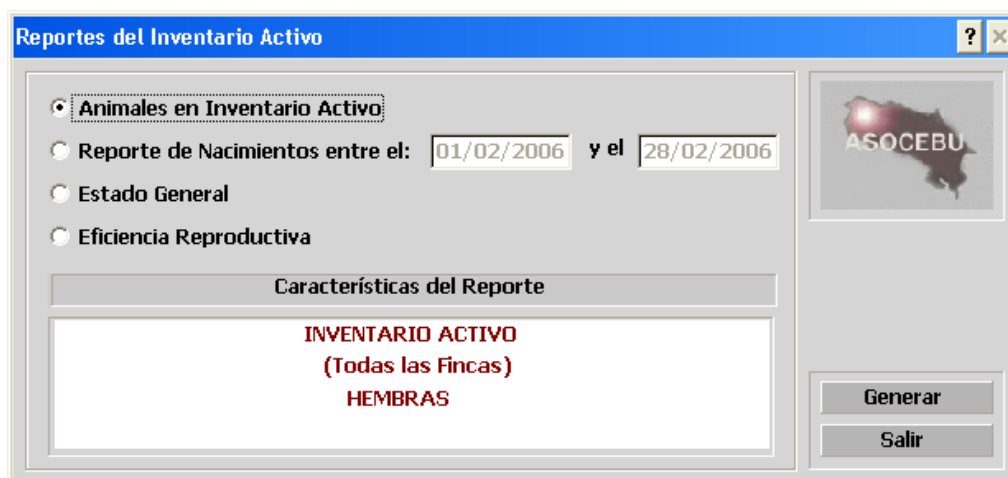 Reportes del Inventario Activo
?
Animales en Inventario Activo
Reporte de Nacimientos entre el: 01/02/2006 y el 28/02/2006
Estado General
Eficiencia Reproductiva
Características del Reporte
INVENTARIO ACTIVO
(Todas las Fincas)
HEMBRAS
ASOCEBU
Generar
Salir